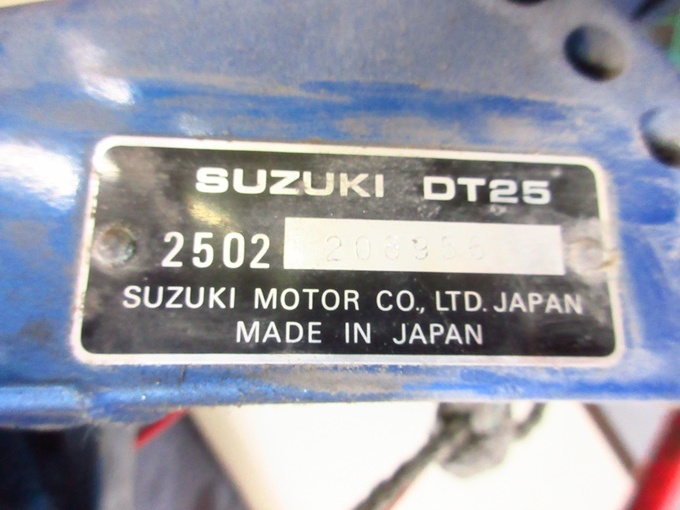 SUZUKI DT25
2502
SUZUKI MOTOR CO., LTD. JAPAN
MADE IN JAPAN